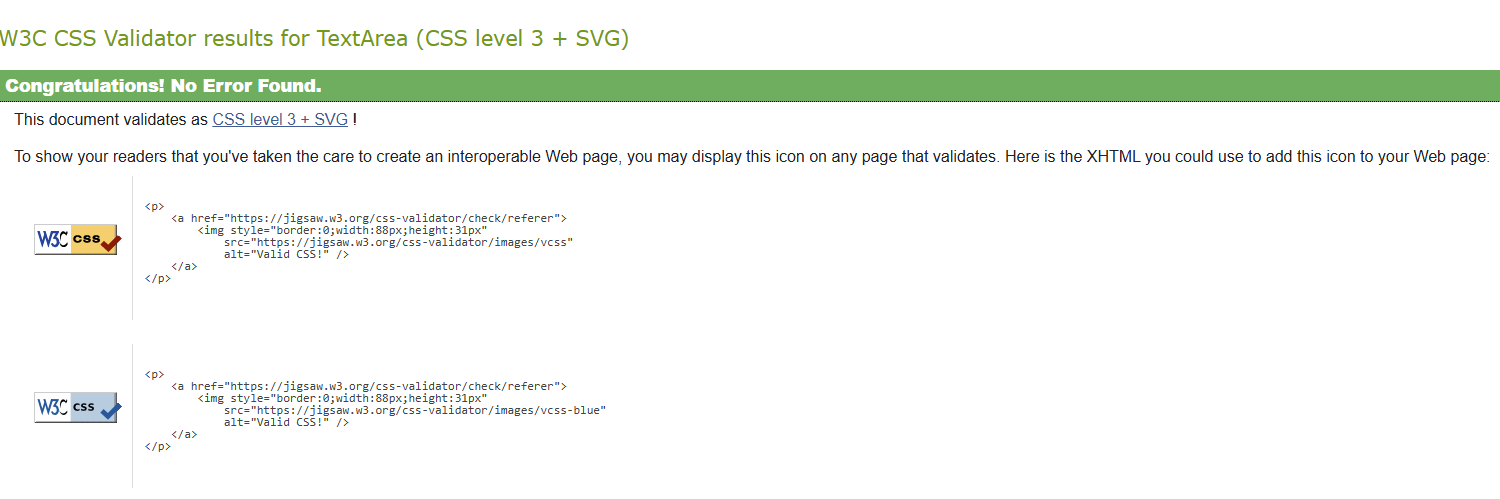 W3C CSS Validator results for TextArea (CSS level 3 + SVG)
Congratulations! No Error Found.
This document validates as CSS level 3 + SVG !
To show your readers that you've taken the care to create an interoperable Web page, you may display this icon on any page that validates. Here is the XHTML you could use to add this icon to your Web page:
W3C css
<p>
    <a href="https://jigsaw.w3.org/css-validator/check/referer">
        <img style="border:0;width:88px;height:31px"
            src="https://jigsaw.w3.org/css-validator/images/vcss"
            alt="Valid CSS!" />
    </a>
</p>
W3C css
<p>
    <a href="https://jigsaw.w3.org/css-validator/check/referer">
        <img style="border:0;width:88px;height:31px"
            src="https://jigsaw.w3.org/css-validator/images/vcss-blue"
            alt="Valid CSS!" />
    </a>
</p>